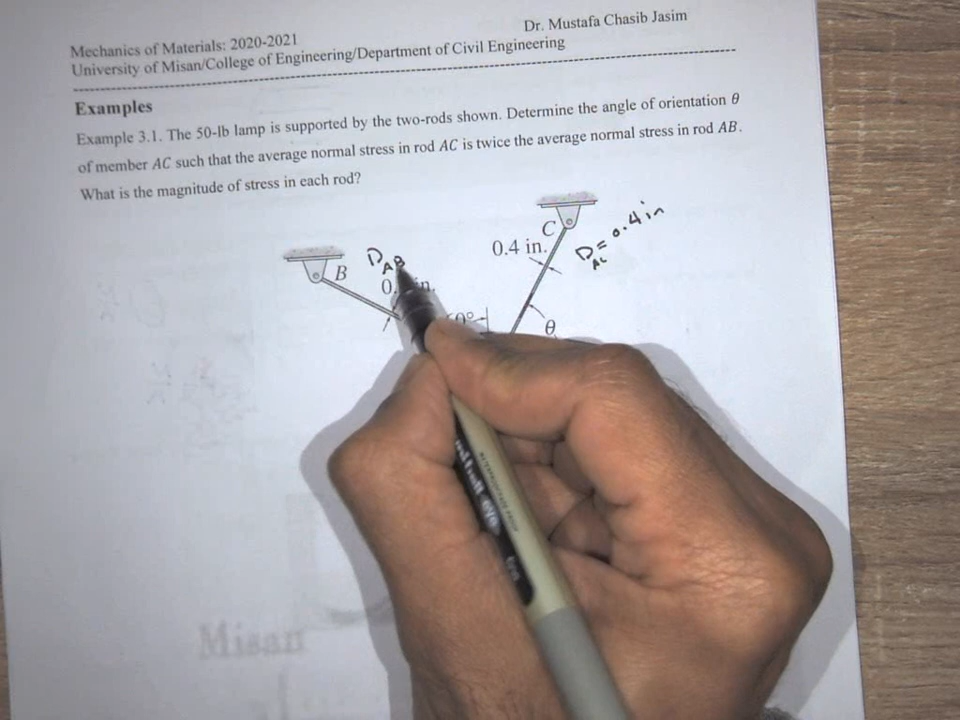 Dr. Mustafa Chasib Jasim
Mechanics of Materials: 2020-2021
University of Misan/College of Engineering/Department of Civil Engineering
Examples
Example 3.1. The 50-lb lamp is supported by the two-rods shown. Determine the angle of orientation θ
of member AC such that the average normal stress in rod AC is twice the average normal stress in rod AB.
What is the magnitude of stress in each rod?
C
0.4 in.
D_AC = 0.4 in
B
D_AB
θ
Misan